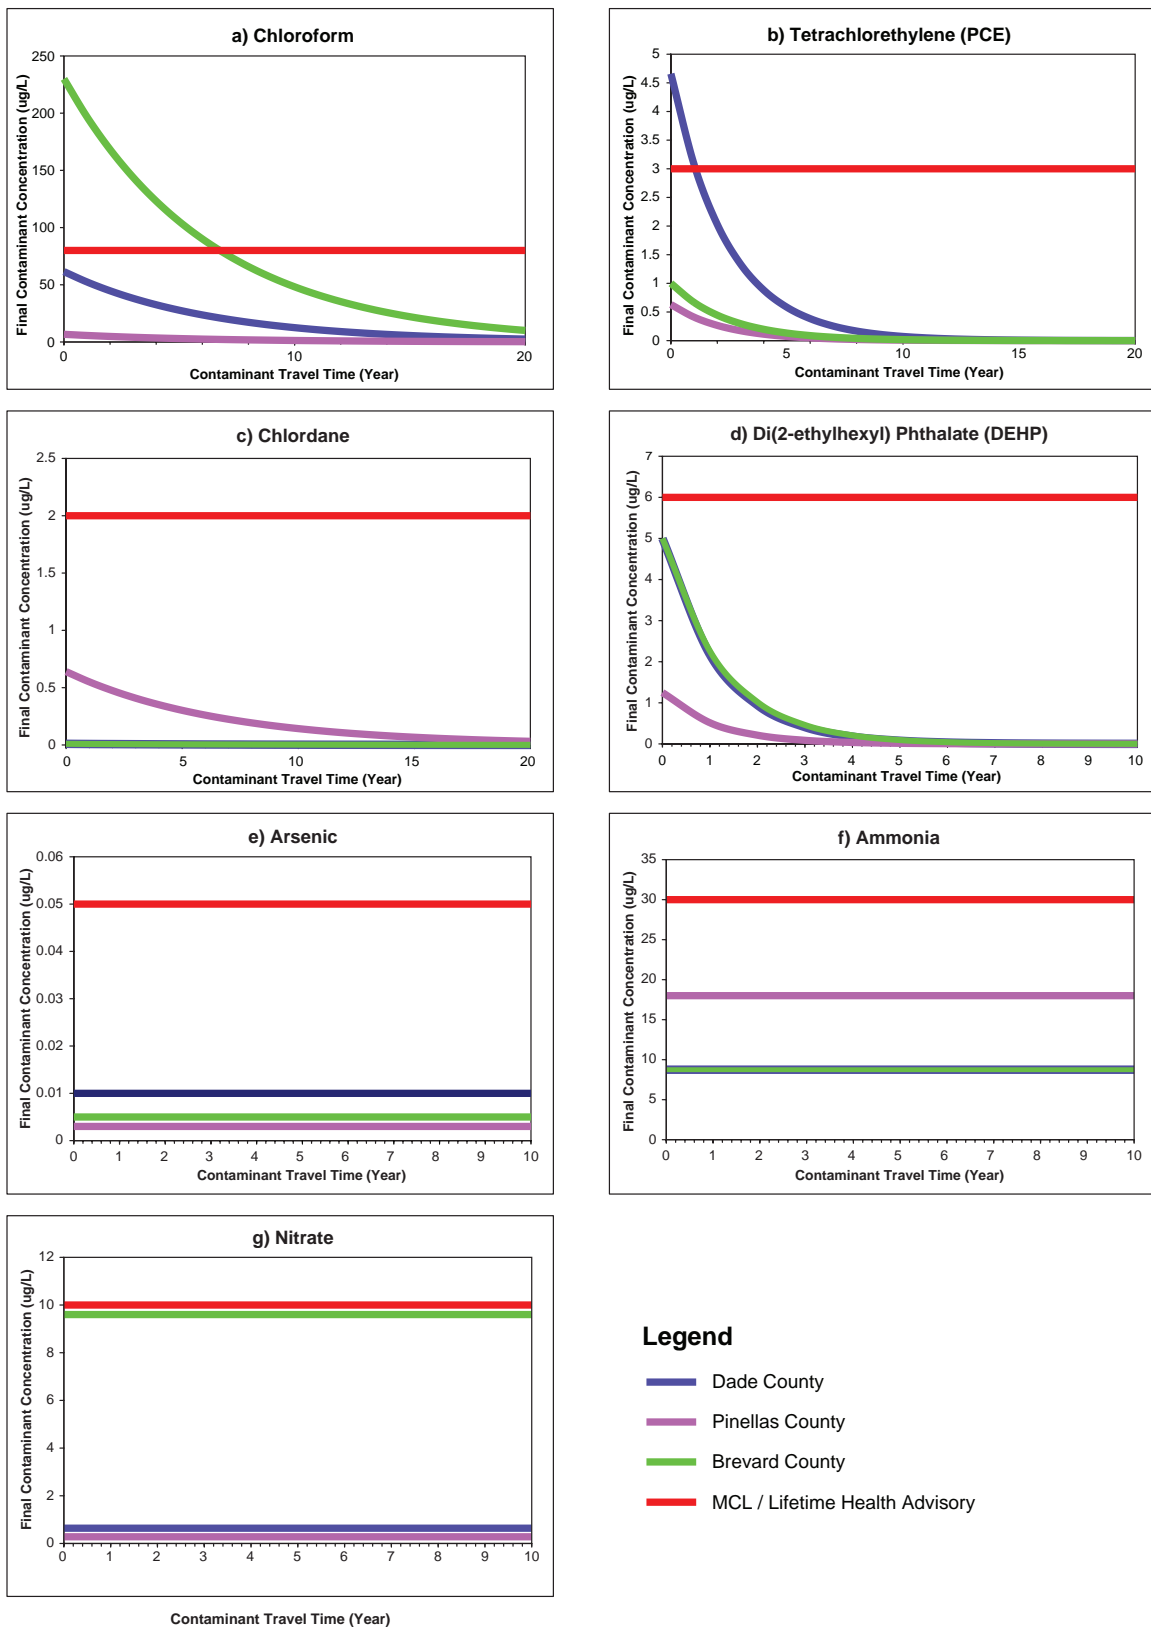 a) Chloroform
Final Contaminant Concentration (ug/L)
250
200
150
100
50
0
0 10 20
Contaminant Travel Time (Year)
b) Tetrachlorethylene (PCE)
Final Contaminant Concentration (ug/L)
5
4.5
4
3.5
3
2.5
2
1.5
1
0.5
0
0 5 10 15 20
Contaminant Travel Time (Year)
c) Chlordane
Final Contaminant Concentration (ug/L)
2.5
2
1.5
1
0.5
0
0 5 10 15 20
Contaminant Travel Time (Year)
d) Di(2-ethylhexyl) Phthalate (DEHP)
Final Contaminant Concentration (ug/L)
7
6
5
4
3
2
1
0
0 1 2 3 4 5 6 7 8 9 10
Contaminant Travel Time (Year)
e) Arsenic
Final Contaminant Concentration (ug/L)
0.06
0.05
0.04
0.03
0.02
0.01
0
0 1 2 3 4 5 6 7 8 9 10
Contaminant Travel Time (Year)
f) Ammonia
Final Contaminant Concentration (ug/L)
35
30
25
20
15
10
5
0
0 1 2 3 4 5 6 7 8 9 10
Contaminant Travel Time (Year)
g) Nitrate
Final Contaminant Concentration (ug/L)
12
10
8
6
4
2
0
0 1 2 3 4 5 6 7 8 9 10
Contaminant Travel Time (Year)
Legend
Dade County
Pinellas County
Brevard County
MCL / Lifetime Health Advisory